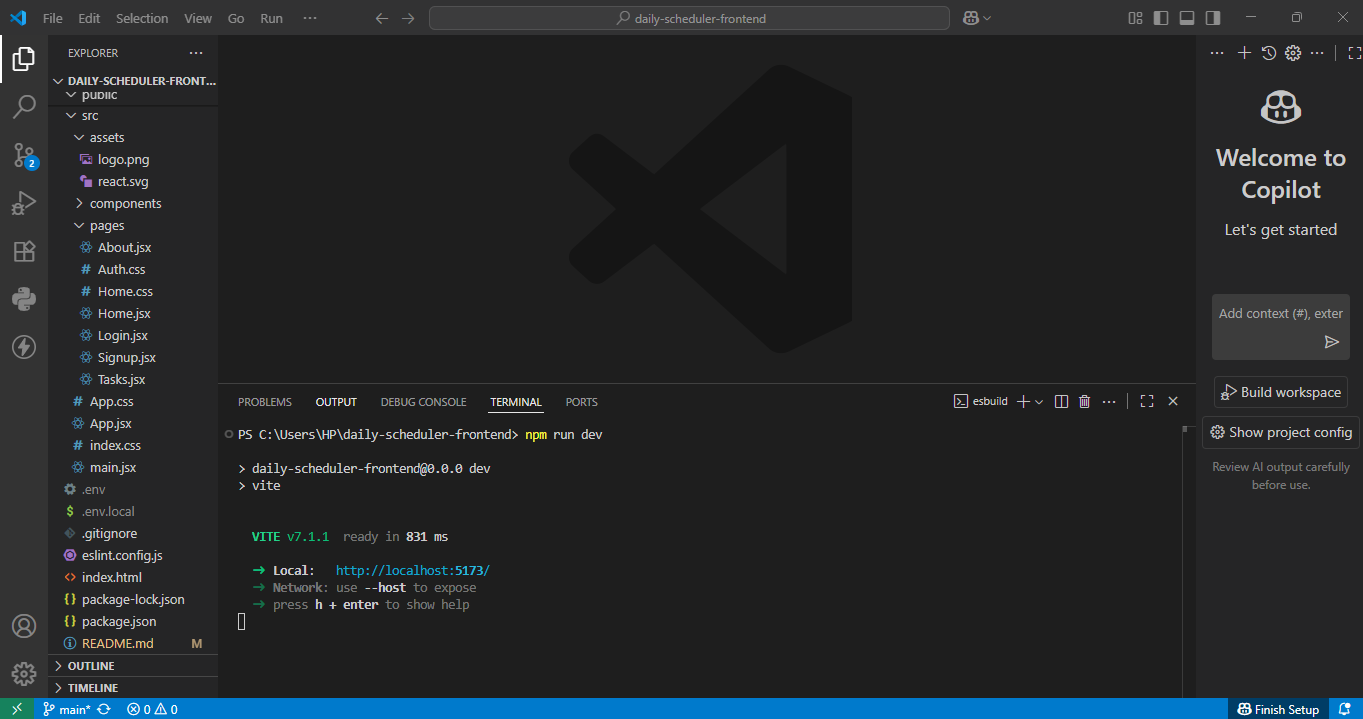 File Edit Selection View Go Run ··· daily-scheduler-frontend
EXPLORER ···
DAILY-SCHEDULER-FRONT...
public
src
assets
logo.png
react.svg
components
pages
About.jsx
# Auth.css
# Home.css
Home.jsx
Login.jsx
Signup.jsx
Tasks.jsx
# App.css
App.jsx
# index.css
main.jsx
.env
$ .env.local
.gitignore
eslint.config.js
<> index.html
{} package-lock.json
{} package.json
README.md M
OUTLINE
TIMELINE
2
PROBLEMS OUTPUT DEBUG CONSOLE TERMINAL PORTS esbuild
PS C:\Users\HP\daily-scheduler-frontend> npm run dev
> daily-scheduler-frontend@0.0.0 dev
> vite
VITE v7.1.1 ready in 831 ms
➜ Local: http://localhost:5173/
➜ Network: use --host to expose
➜ press h + enter to show help
Welcome to
Copilot
Let's get started
Add context (#), exter
Build workspace
Show project config
Review AI output carefully
before use.
main* 0 0 Finish Setup